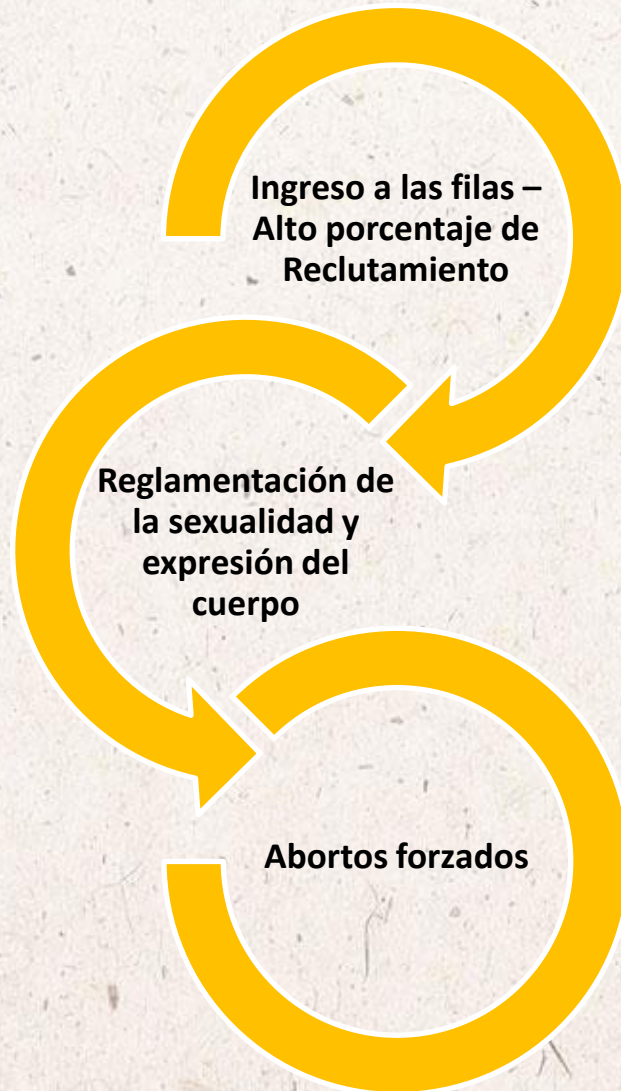 Ingreso a las filas –
Alto porcentaje de
Reclutamiento
Reglamentación de
la sexualidad y
expresión del
cuerpo
Abortos forzados